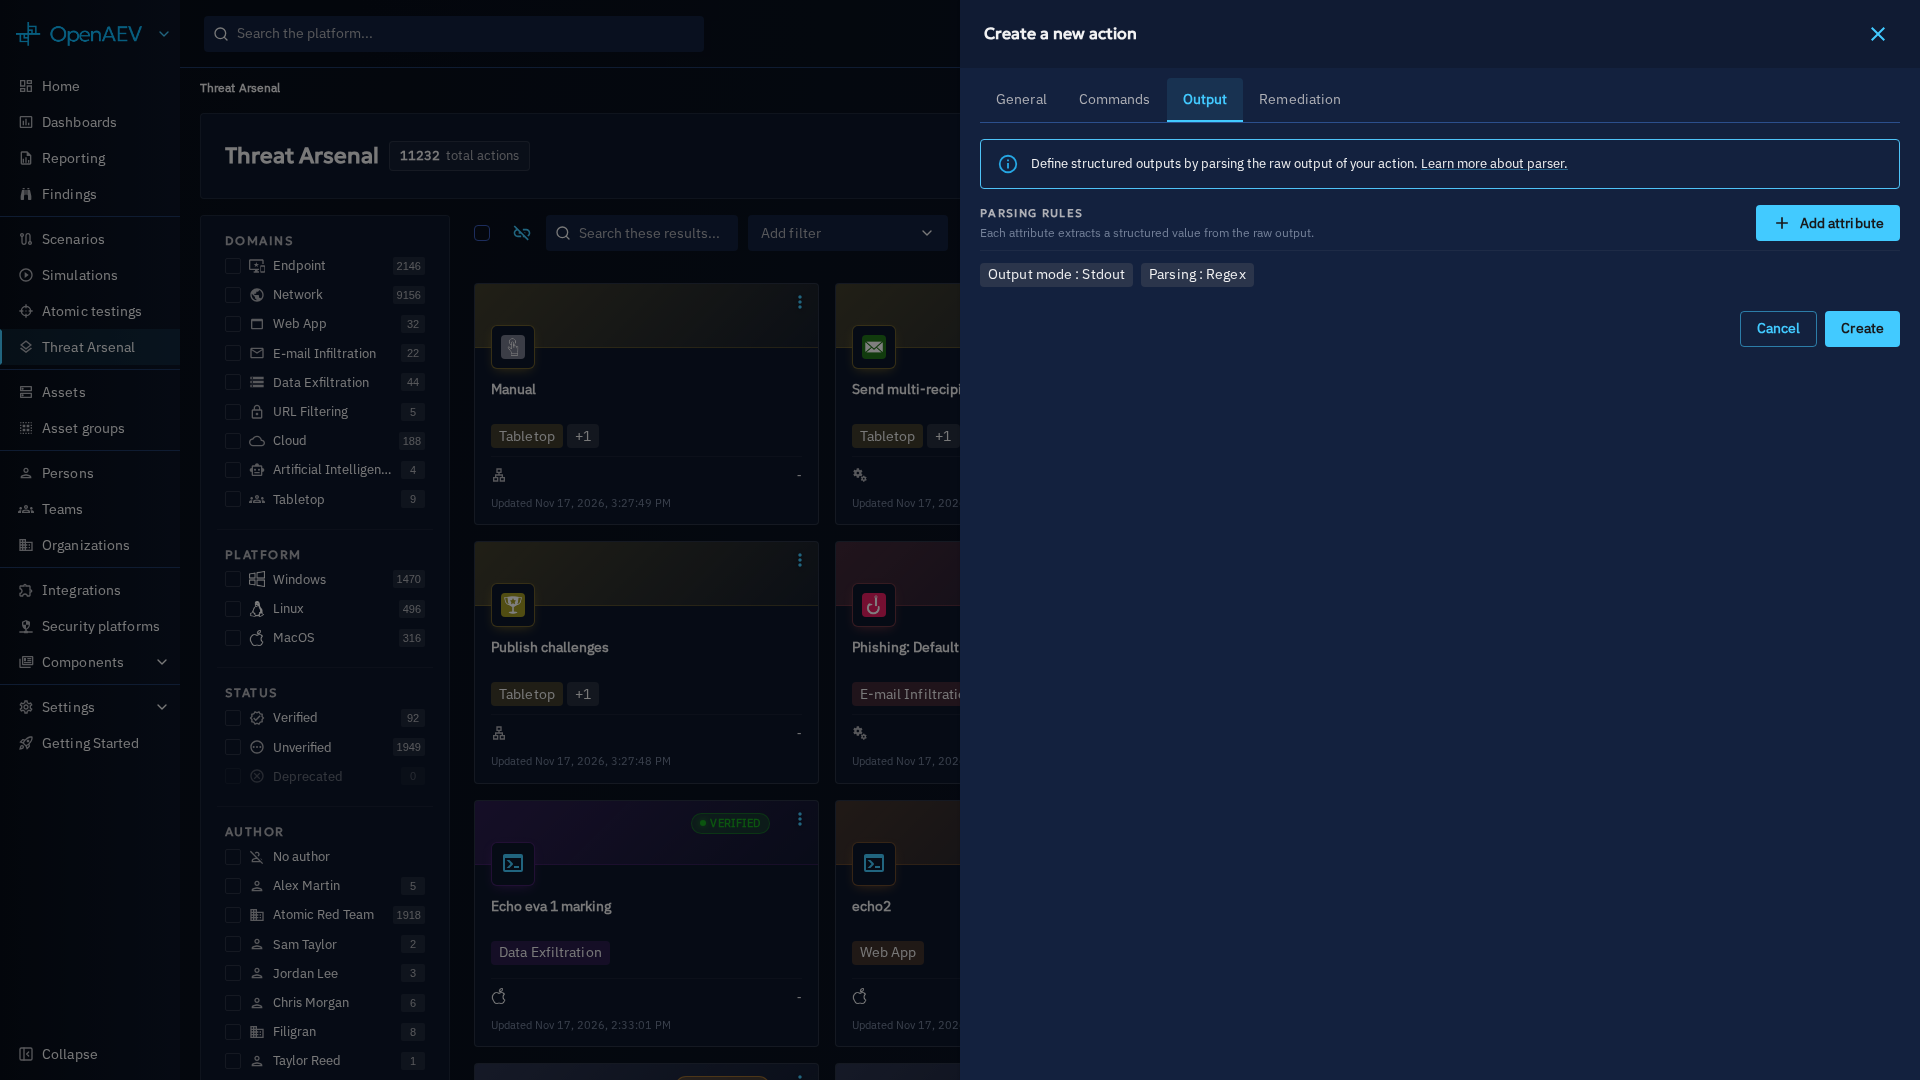 OpenAEV
Home
Dashboards
Reporting
Findings
Scenarios
Simulations
Atomic testings
Threat Arsenal
Assets
Asset groups
Persons
Teams
Organizations
Integrations
Security platforms
Components
Settings
Getting Started
Collapse
Search the platform...
Threat Arsenal
Threat Arsenal
11232 total actions
DOMAINS
Endpoint 2146
Network 9156
Web App 32
E-mail Infiltration 22
Data Exfiltration 44
URL Filtering 5
Cloud 188
Artificial Intelligen... 4
Tabletop 9
PLATFORM
Windows 1470
Linux 496
MacOS 316
STATUS
Verified 92
Unverified 1949
Deprecated 0
AUTHOR
No author
Alex Martin 5
Atomic Red Team 1918
Sam Taylor 2
Jordan Lee 3
Chris Morgan 6
Filigran 8
Taylor Reed 1
Search these results...
Add filter
Manual
Tabletop +1
-
Updated Nov 17, 2026, 3:27:49 PM
Send multi-recipi
Tabletop +1
Updated Nov 17, 202
Publish challenges
Tabletop +1
-
Updated Nov 17, 2026, 3:27:48 PM
Phishing: Default
E-mail Infiltratio
Updated Nov 17, 202
VERIFIED
Echo eva 1 marking
Data Exfiltration
-
Updated Nov 17, 2026, 2:33:01 PM
echo2
Web App
Updated Nov 17, 202
Create a new action
General Commands Output Remediation
Define structured outputs by parsing the raw output of your action. Learn more about parser.
PARSING RULES
Each attribute extracts a structured value from the raw output.
Add attribute
Output mode : Stdout Parsing : Regex
Cancel Create